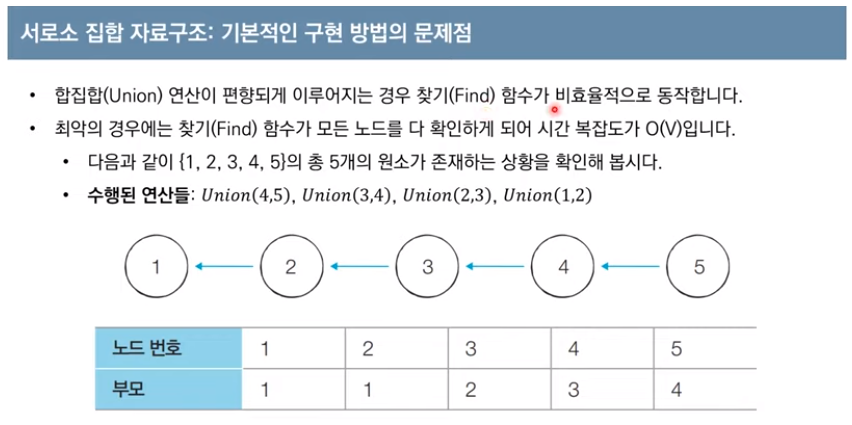 서로소 집합 자료구조: 기본적인 구현 방법의 문제점
• 합집합(Union) 연산이 편향되게 이루어지는 경우 찾기(Find) 함수가 비효율적으로 동작합니다.
• 최악의 경우에는 찾기(Find) 함수가 모든 노드를 다 확인하게 되어 시간 복잡도가 O(V)입니다.
• 다음과 같이 {1, 2, 3, 4, 5}의 총 5개의 원소가 존재하는 상황을 확인해 봅시다.
• 수행된 연산들: Union(4,5), Union(3,4), Union(2,3), Union(1,2)
1 2 3 4 5
노드 번호 1 2 3 4 5
부모 1 1 2 3 4